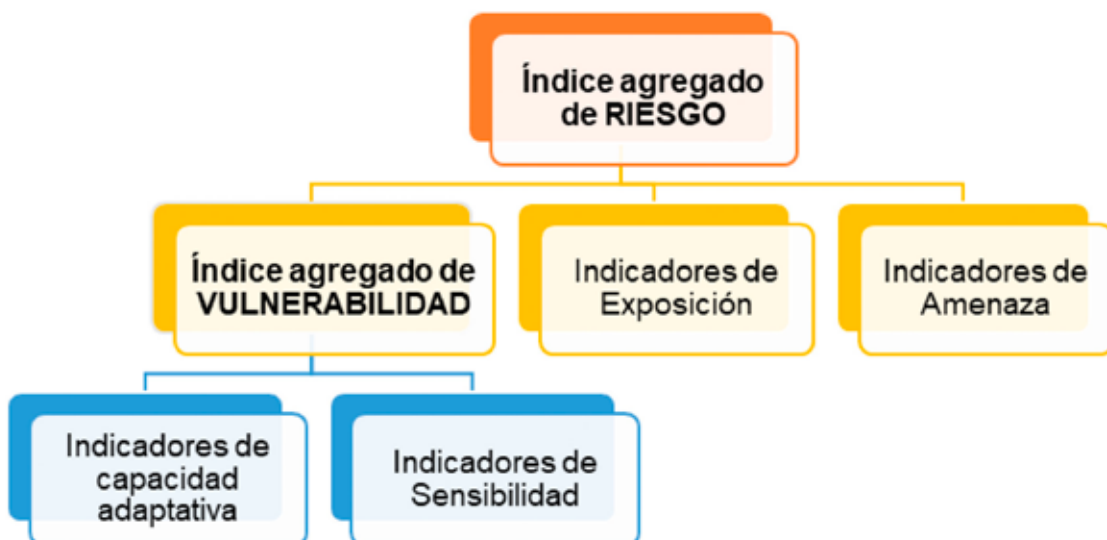 Índice agregado
de RIESGO
Índice agregado de
VULNERABILIDAD
Indicadores de
Exposición
Indicadores de
Amenaza
Indicadores de
capacidad
adaptativa
Indicadores de
Sensibilidad